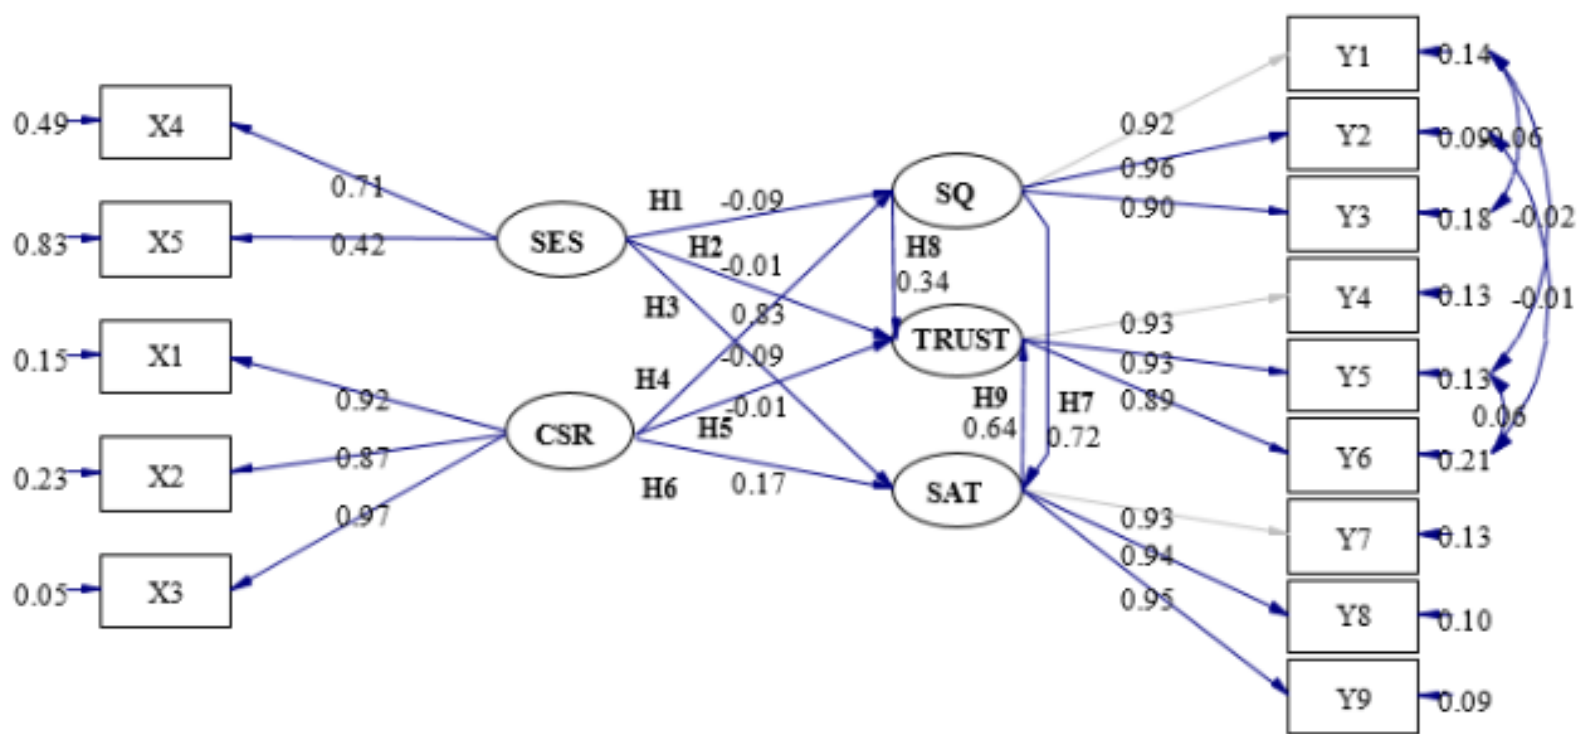 0.49
X4
0.83
X5
0.15
X1
0.23
X2
0.05
X3
0.71
0.42
0.92
0.87
0.97
SES
CSR
H1 -0.09
H2 -0.01
H3
0.83
-0.09
H4
-0.01
H5
H6 0.17
SQ
H8
0.34
TRUST
H9
0.64
H7
0.72
SAT
0.92
0.96
0.90
0.93
0.93
0.89
0.93
0.94
0.95
Y1
0.14
Y2
0.09
0.06
Y3
0.18
-0.02
Y4
0.13
-0.01
Y5
0.13
0.06
Y6
0.21
Y7
0.13
Y8
0.10
Y9
0.09